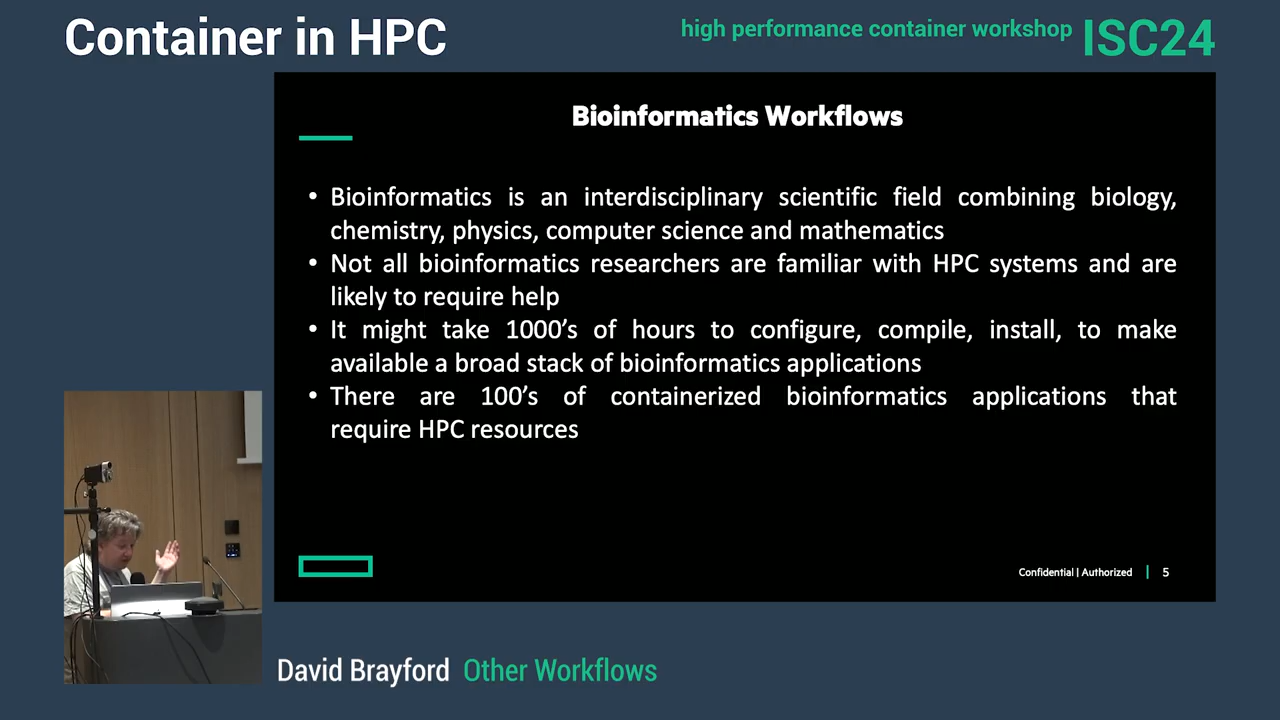 Container in HPC
high performance container workshop ISC24
Bioinformatics Workflows
• Bioinformatics is an interdisciplinary scientific field combining biology,
chemistry, physics, computer science and mathematics
• Not all bioinformatics researchers are familiar with HPC systems and are
likely to require help
• It might take 1000’s of hours to configure, compile, install, to make
available a broad stack of bioinformatics applications
• There are 100’s of containerized bioinformatics applications that
require HPC resources
Confidential | Authorized | 5
David Brayford Other Workflows